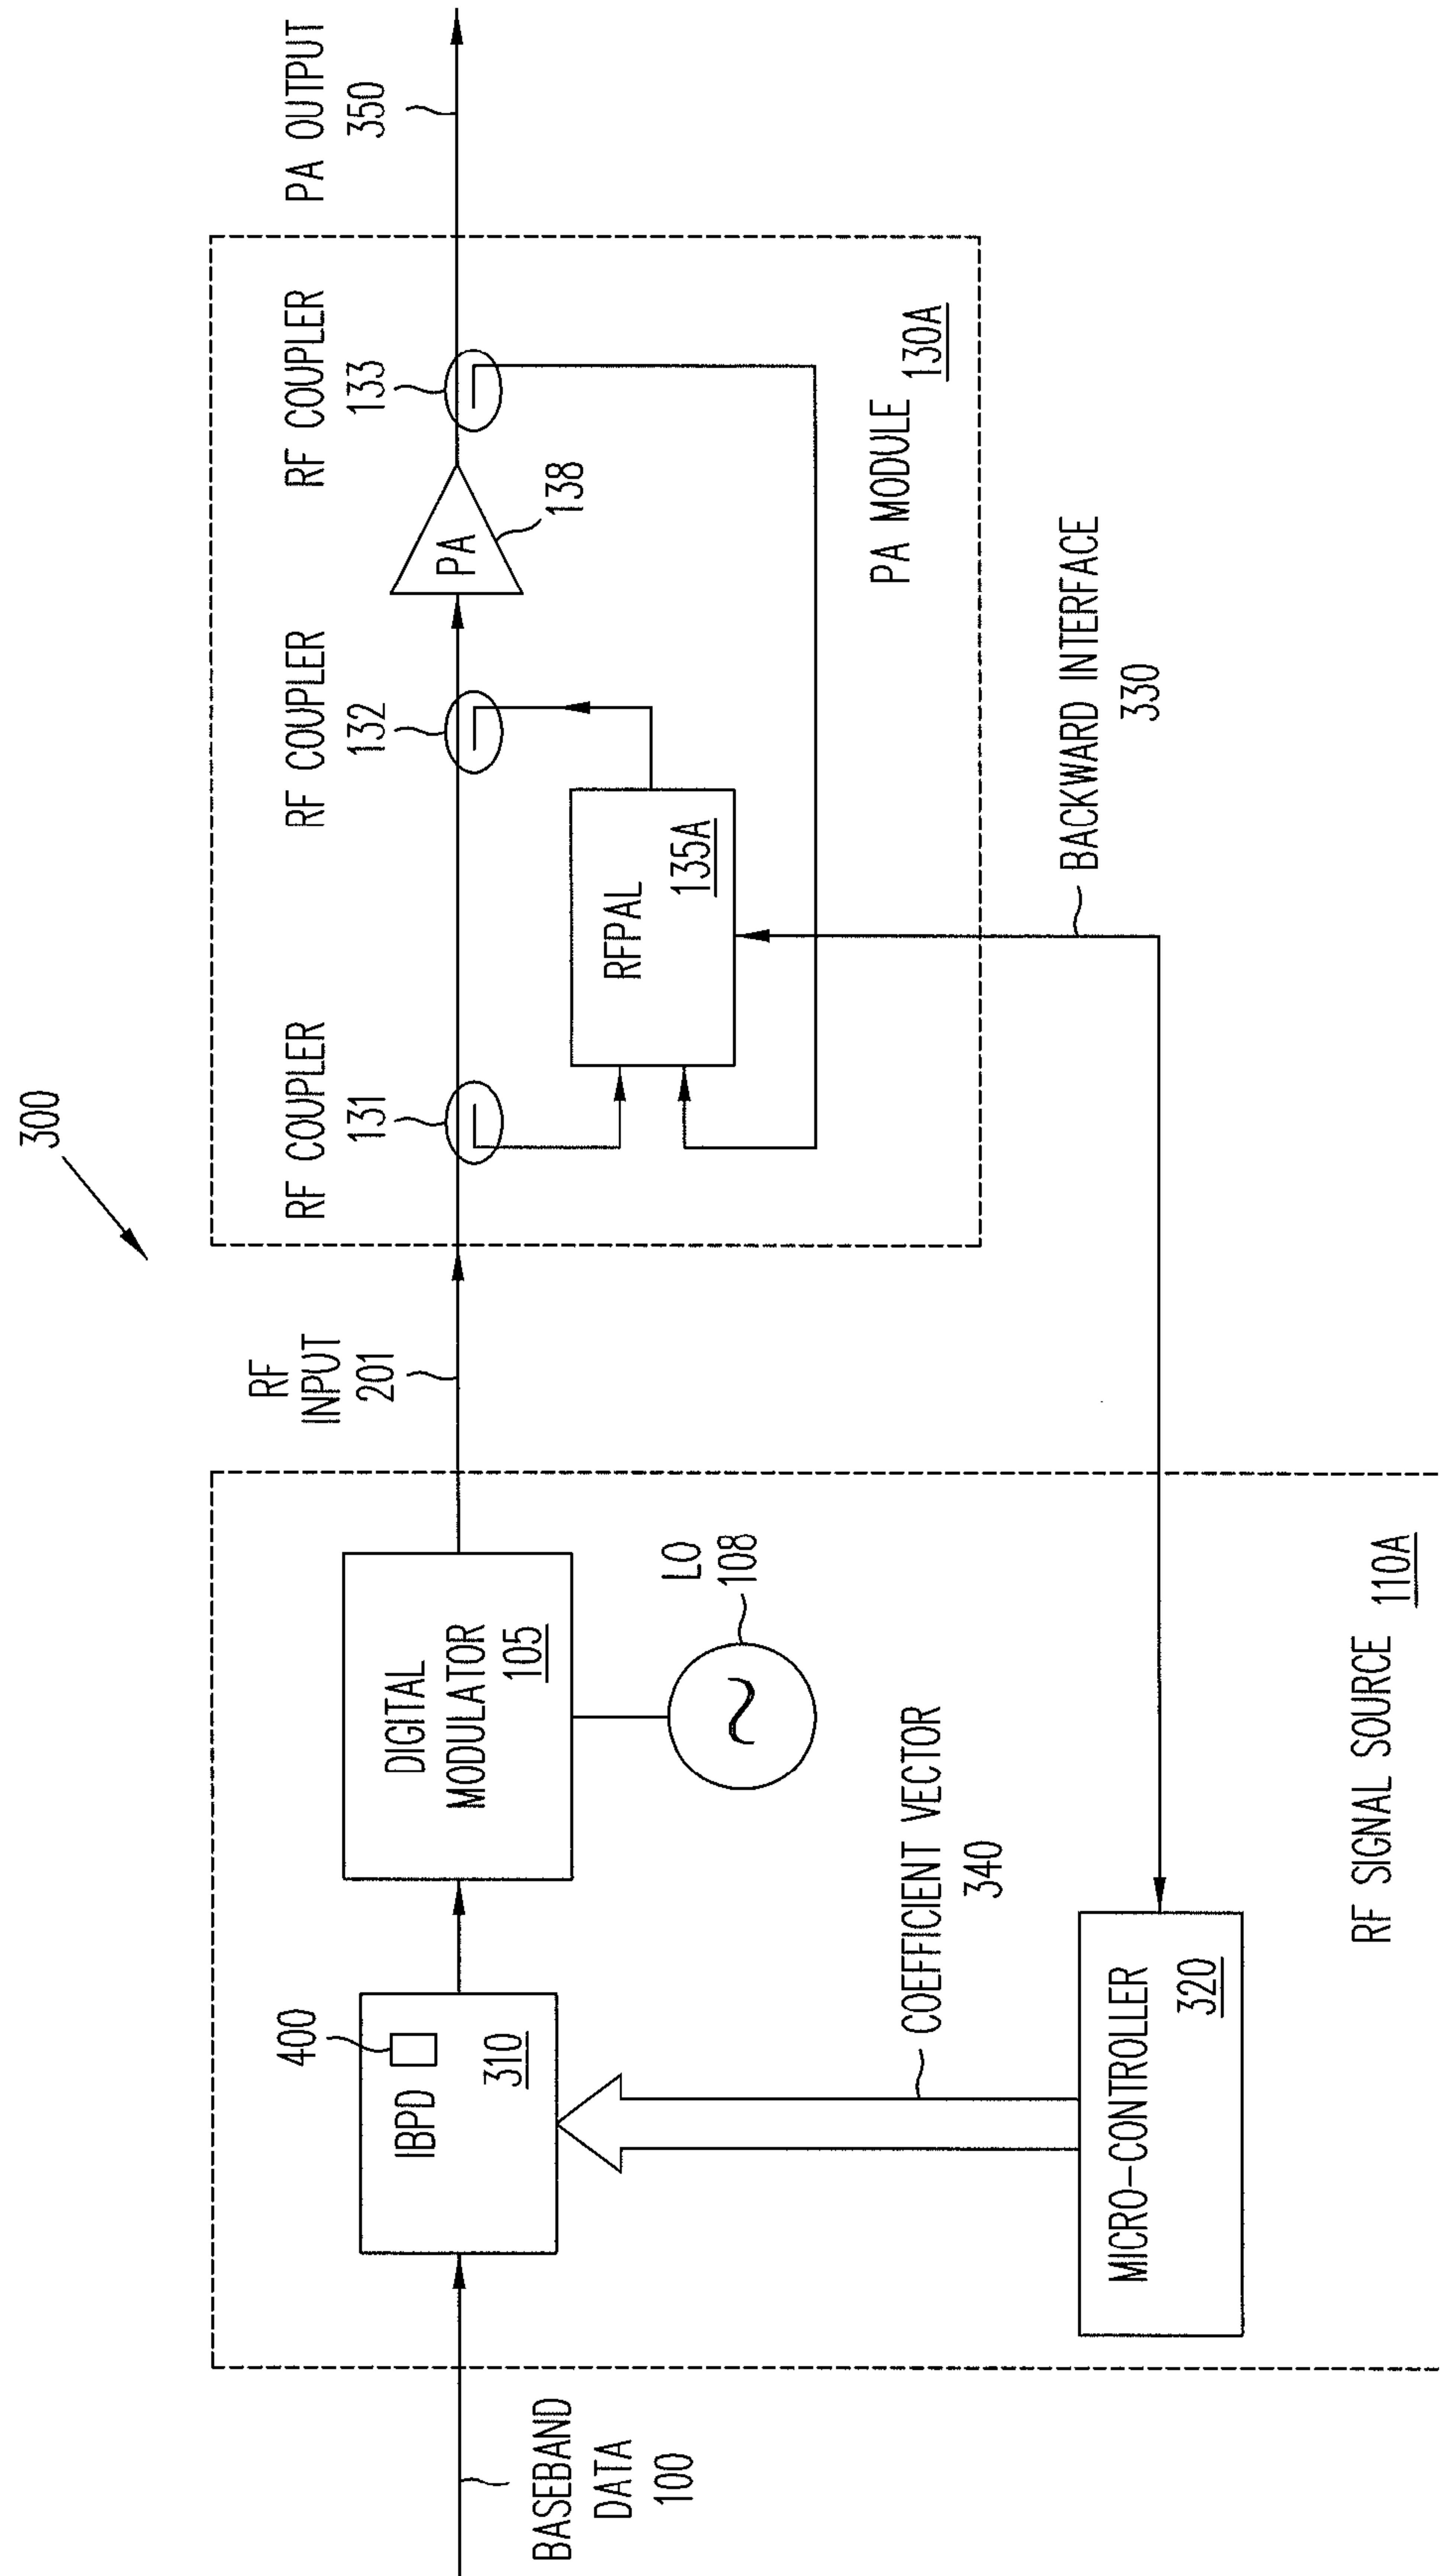 300
BASEBAND
DATA
100
IBPD
400
310
DIGITAL
MODULATOR
105
LO
108
COEFFICIENT VECTOR
340
MICRO-CONTROLLER
320
RF SIGNAL SOURCE 110A
RF
INPUT
201
RF COUPLER
131
RF COUPLER
132
RF COUPLER
133
RFPAL
135A
PA
138
PA MODULE 130A
BACKWARD INTERFACE
330
PA OUTPUT
350